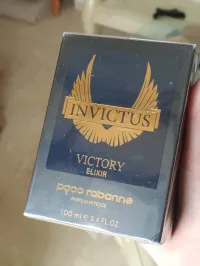 INVICTUS
VICTORY
ELIXIR
paco rabanne
PARFUM INTENSE
100 ml e 3.4 FL.OZ